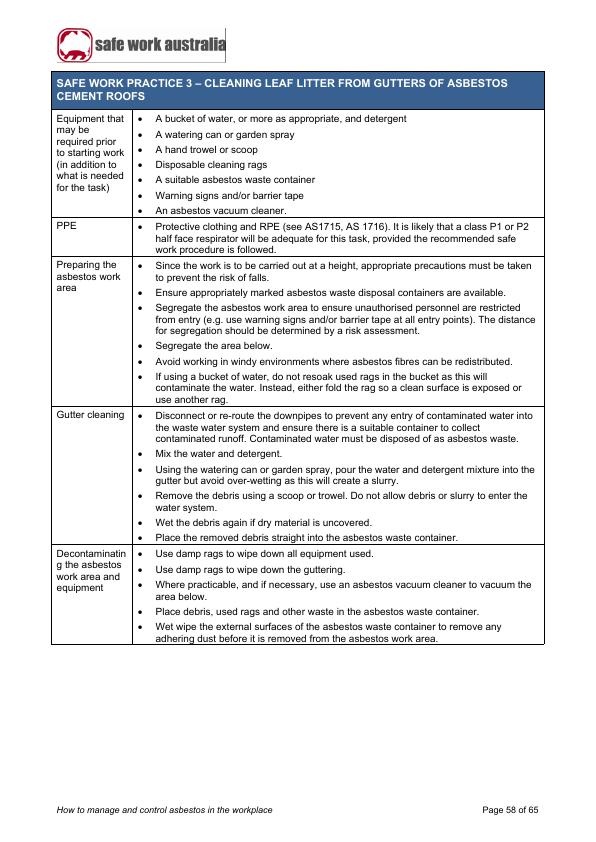 safe work australia
SAFE WORK PRACTICE 3 – CLEANING LEAF LITTER FROM GUTTERS OF ASBESTOS
CEMENT ROOFS
Equipment that
may be
required prior
to starting work
(in addition to
what is needed
for the task)
• A bucket of water, or more as appropriate, and detergent
• A watering can or garden spray
• A hand trowel or scoop
• Disposable cleaning rags
• A suitable asbestos waste container
• Warning signs and/or barrier tape
• An asbestos vacuum cleaner.
PPE
• Protective clothing and RPE (see AS1715, AS 1716). It is likely that a class P1 or P2
half face respirator will be adequate for this task, provided the recommended safe
work procedure is followed.
Preparing the
asbestos work
area
• Since the work is to be carried out at a height, appropriate precautions must be taken
to prevent the risk of falls.
• Ensure appropriately marked asbestos waste disposal containers are available.
• Segregate the asbestos work area to ensure unauthorised personnel are restricted
from entry (e.g. use warning signs and/or barrier tape at all entry points). The distance
for segregation should be determined by a risk assessment.
• Segregate the area below.
• Avoid working in windy environments where asbestos fibres can be redistributed.
• If using a bucket of water, do not resoak used rags in the bucket as this will
contaminate the water. Instead, either fold the rag so a clean surface is exposed or
use another rag.
Gutter cleaning
• Disconnect or re-route the downpipes to prevent any entry of contaminated water into
the waste water system and ensure there is a suitable container to collect
contaminated runoff. Contaminated water must be disposed of as asbestos waste.
• Mix the water and detergent.
• Using the watering can or garden spray, pour the water and detergent mixture into the
gutter but avoid over-wetting as this will create a slurry.
• Remove the debris using a scoop or trowel. Do not allow debris or slurry to enter the
water system.
• Wet the debris again if dry material is uncovered.
• Place the removed debris straight into the asbestos waste container.
Decontaminatin
g the asbestos
work area and
equipment
• Use damp rags to wipe down all equipment used.
• Use damp rags to wipe down the guttering.
• Where practicable, and if necessary, use an asbestos vacuum cleaner to vacuum the
area below.
• Place debris, used rags and other waste in the asbestos waste container.
• Wet wipe the external surfaces of the asbestos waste container to remove any
adhering dust before it is removed from the asbestos work area.
How to manage and control asbestos in the workplace
Page 58 of 65